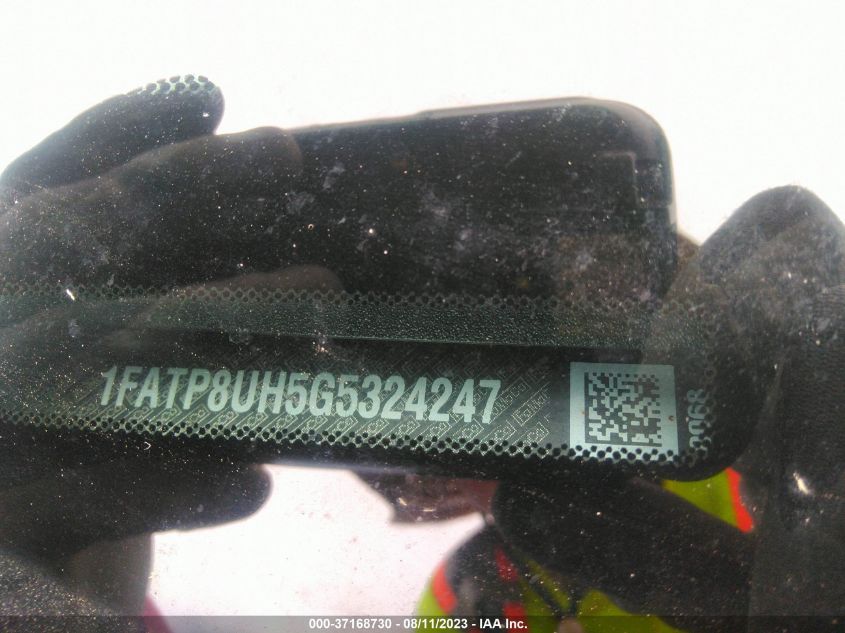 1FATP8UH5G5324247
000-37168730 - 08/11/2023 - IAA Inc.